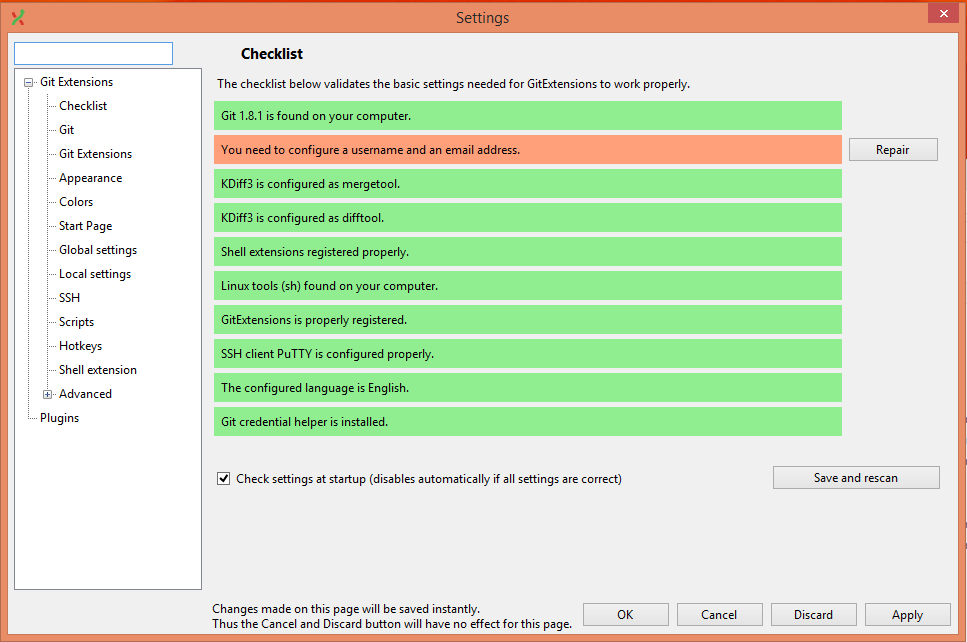 Settings
Checklist
The checklist below validates the basic settings needed for GitExtensions to work properly.
Git Extensions
Checklist
Git
Git Extensions
Appearance
Colors
Start Page
Global settings
Local settings
SSH
Scripts
Hotkeys
Shell extension
Advanced
Plugins
Git 1.8.1 is found on your computer.
You need to configure a username and an email address.
Repair
KDiff3 is configured as mergetool.
KDiff3 is configured as difftool.
Shell extensions registered properly.
Linux tools (sh) found on your computer.
GitExtensions is properly registered.
SSH client PuTTY is configured properly.
The configured language is English.
Git credential helper is installed.
Check settings at startup (disables automatically if all settings are correct)
Save and rescan
Changes made on this page will be saved instantly.
Thus the Cancel and Discard button will have no effect for this page.
OK
Cancel
Discard
Apply